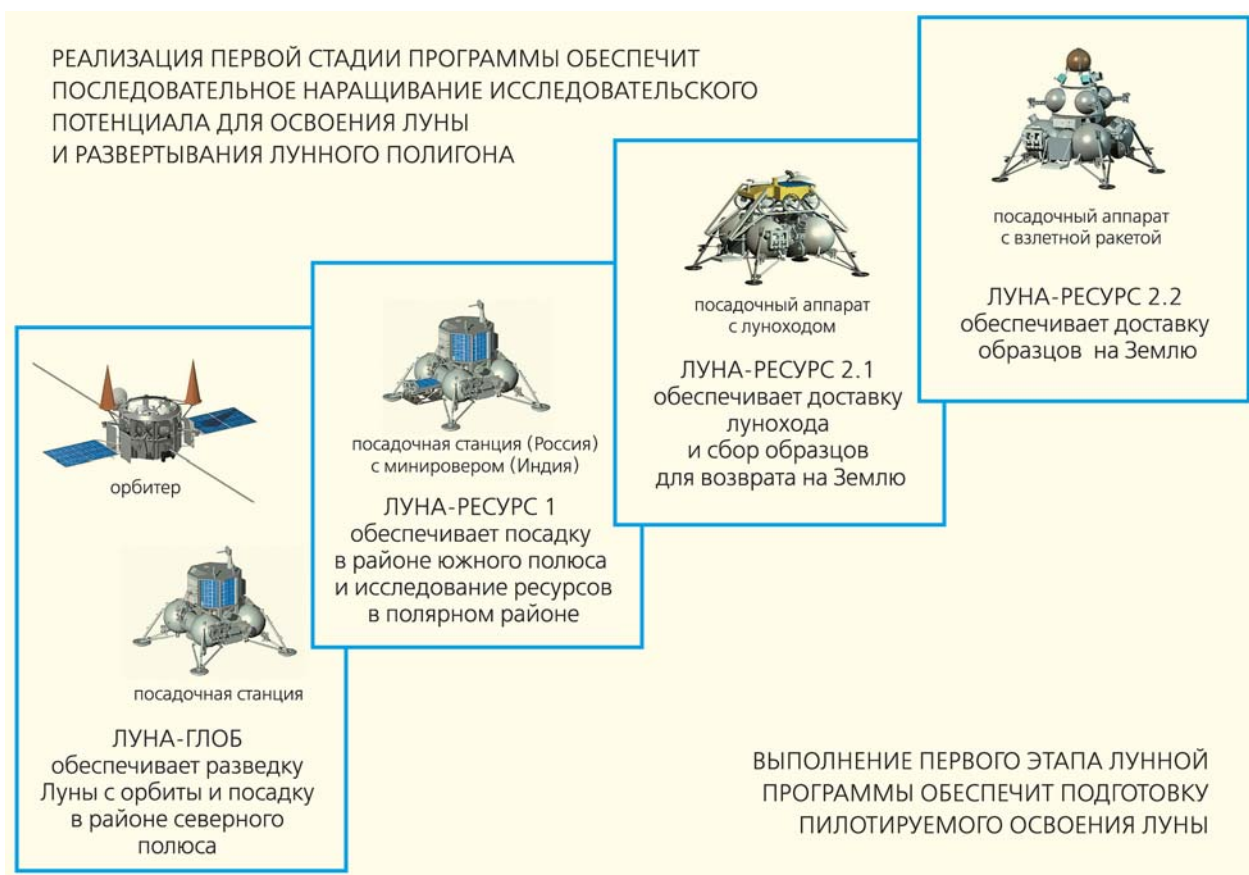 РЕАЛИЗАЦИЯ ПЕРВОЙ СТАДИИ ПРОГРАММЫ ОБЕСПЕЧИТ
ПОСЛЕДОВАТЕЛЬНОЕ НАРАЩИВАНИЕ ИССЛЕДОВАТЕЛЬСКОГО
ПОТЕНЦИАЛА ДЛЯ ОСВОЕНИЯ ЛУНЫ
И РАЗВЕРТЫВАНИЯ ЛУННОГО ПОЛИГОНА
орбитер
посадочная станция
ЛУНА-ГЛОБ
обеспечивает разведку
Луны с орбиты и посадку
в районе северного
полюса
посадочная станция (Россия)
с минировером (Индия)
ЛУНА-РЕСУРС 1
обеспечивает посадку
в районе южного полюса
и исследование ресурсов
в полярном районе
посадочный аппарат
с луноходом
ЛУНА-РЕСУРС 2.1
обеспечивает доставку
лунохода
и сбор образцов
для возврата на Землю
посадочный аппарат
с взлетной ракетой
ЛУНА-РЕСУРС 2.2
обеспечивает доставку
образцов на Землю
ВЫПОЛНЕНИЕ ПЕРВОГО ЭТАПА ЛУННОЙ
ПРОГРАММЫ ОБЕСПЕЧИТ ПОДГОТОВКУ
ПИЛОТИРУЕМОГО ОСВОЕНИЯ ЛУНЫ